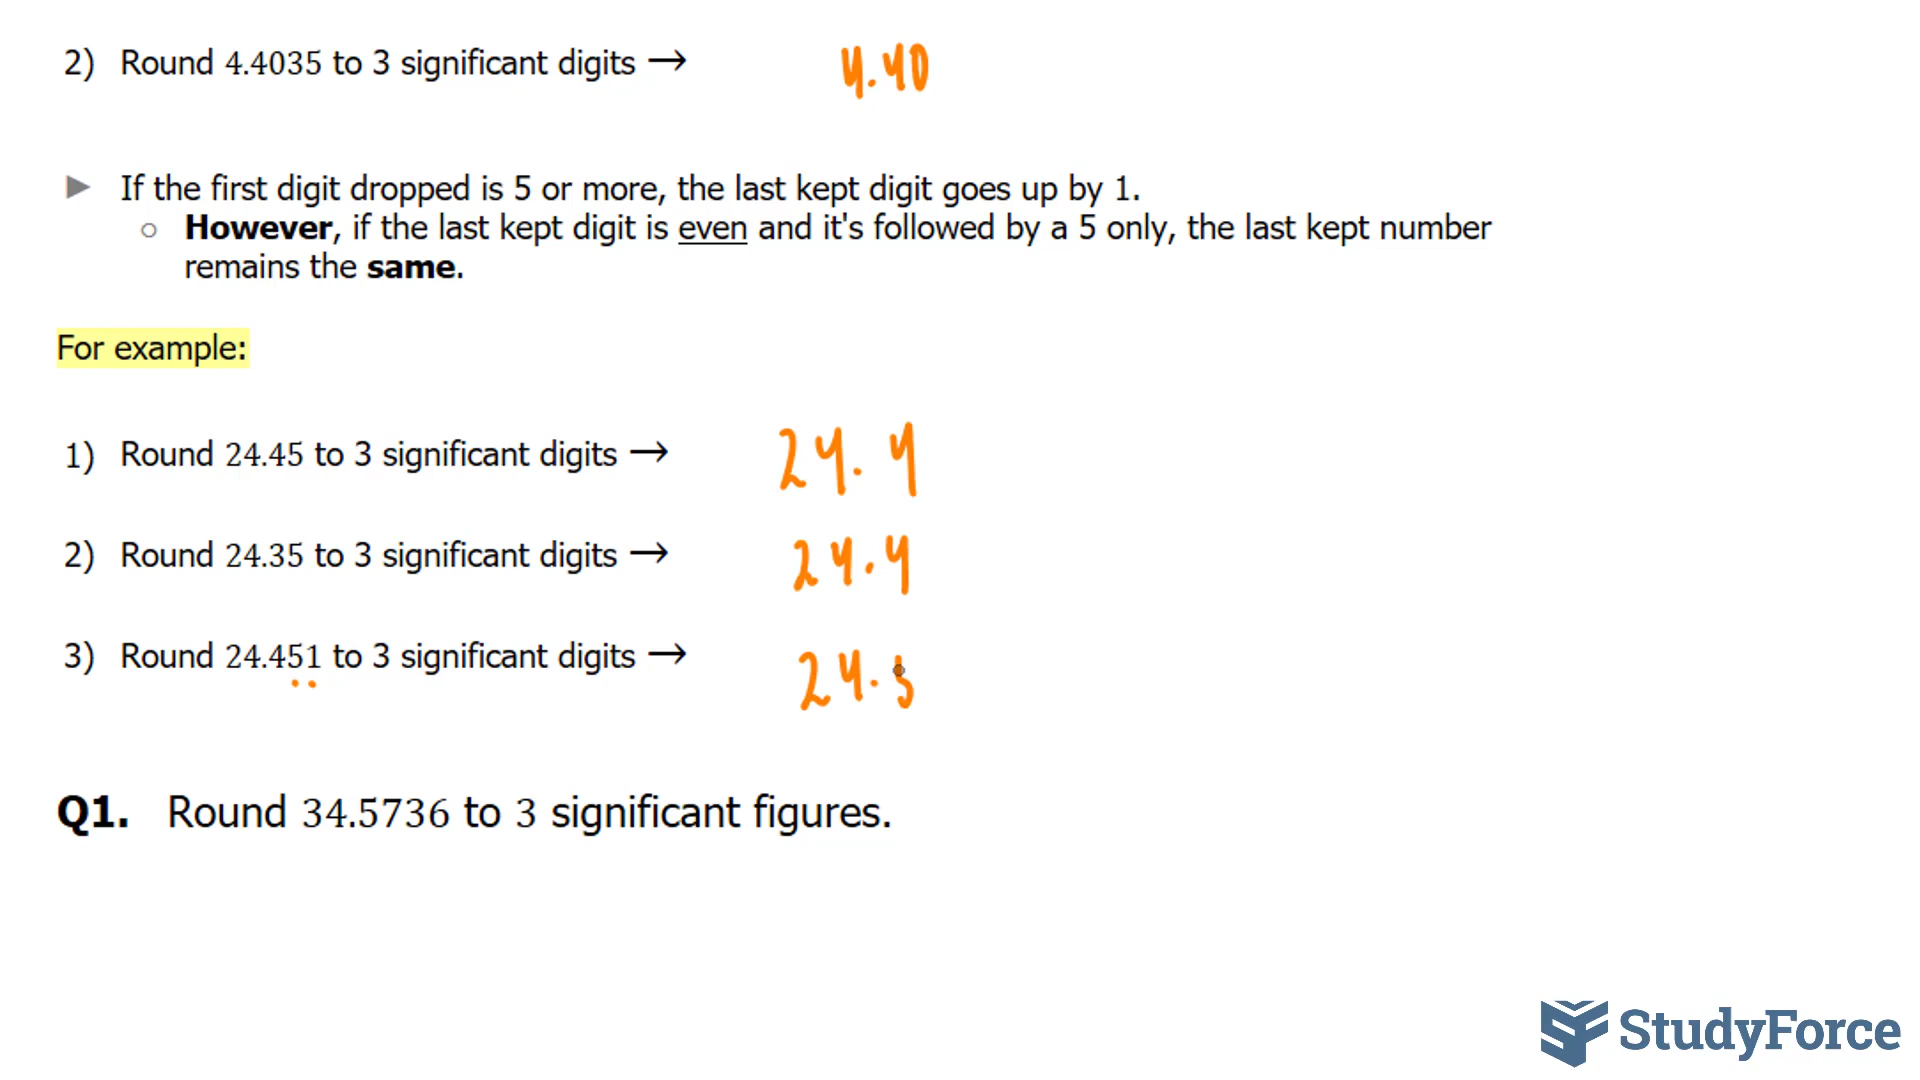 2) Round 4.4035 to 3 significant digits → 4.40
► If the first digit dropped is 5 or more, the last kept digit goes up by 1.
○ However, if the last kept digit is even and it's followed by a 5 only, the last kept number
remains the same.
For example:
1) Round 24.45 to 3 significant digits → 24.4
2) Round 24.35 to 3 significant digits → 24.4
3) Round 24.451 to 3 significant digits → 24.5
Q1. Round 34.5736 to 3 significant figures.
StudyForce